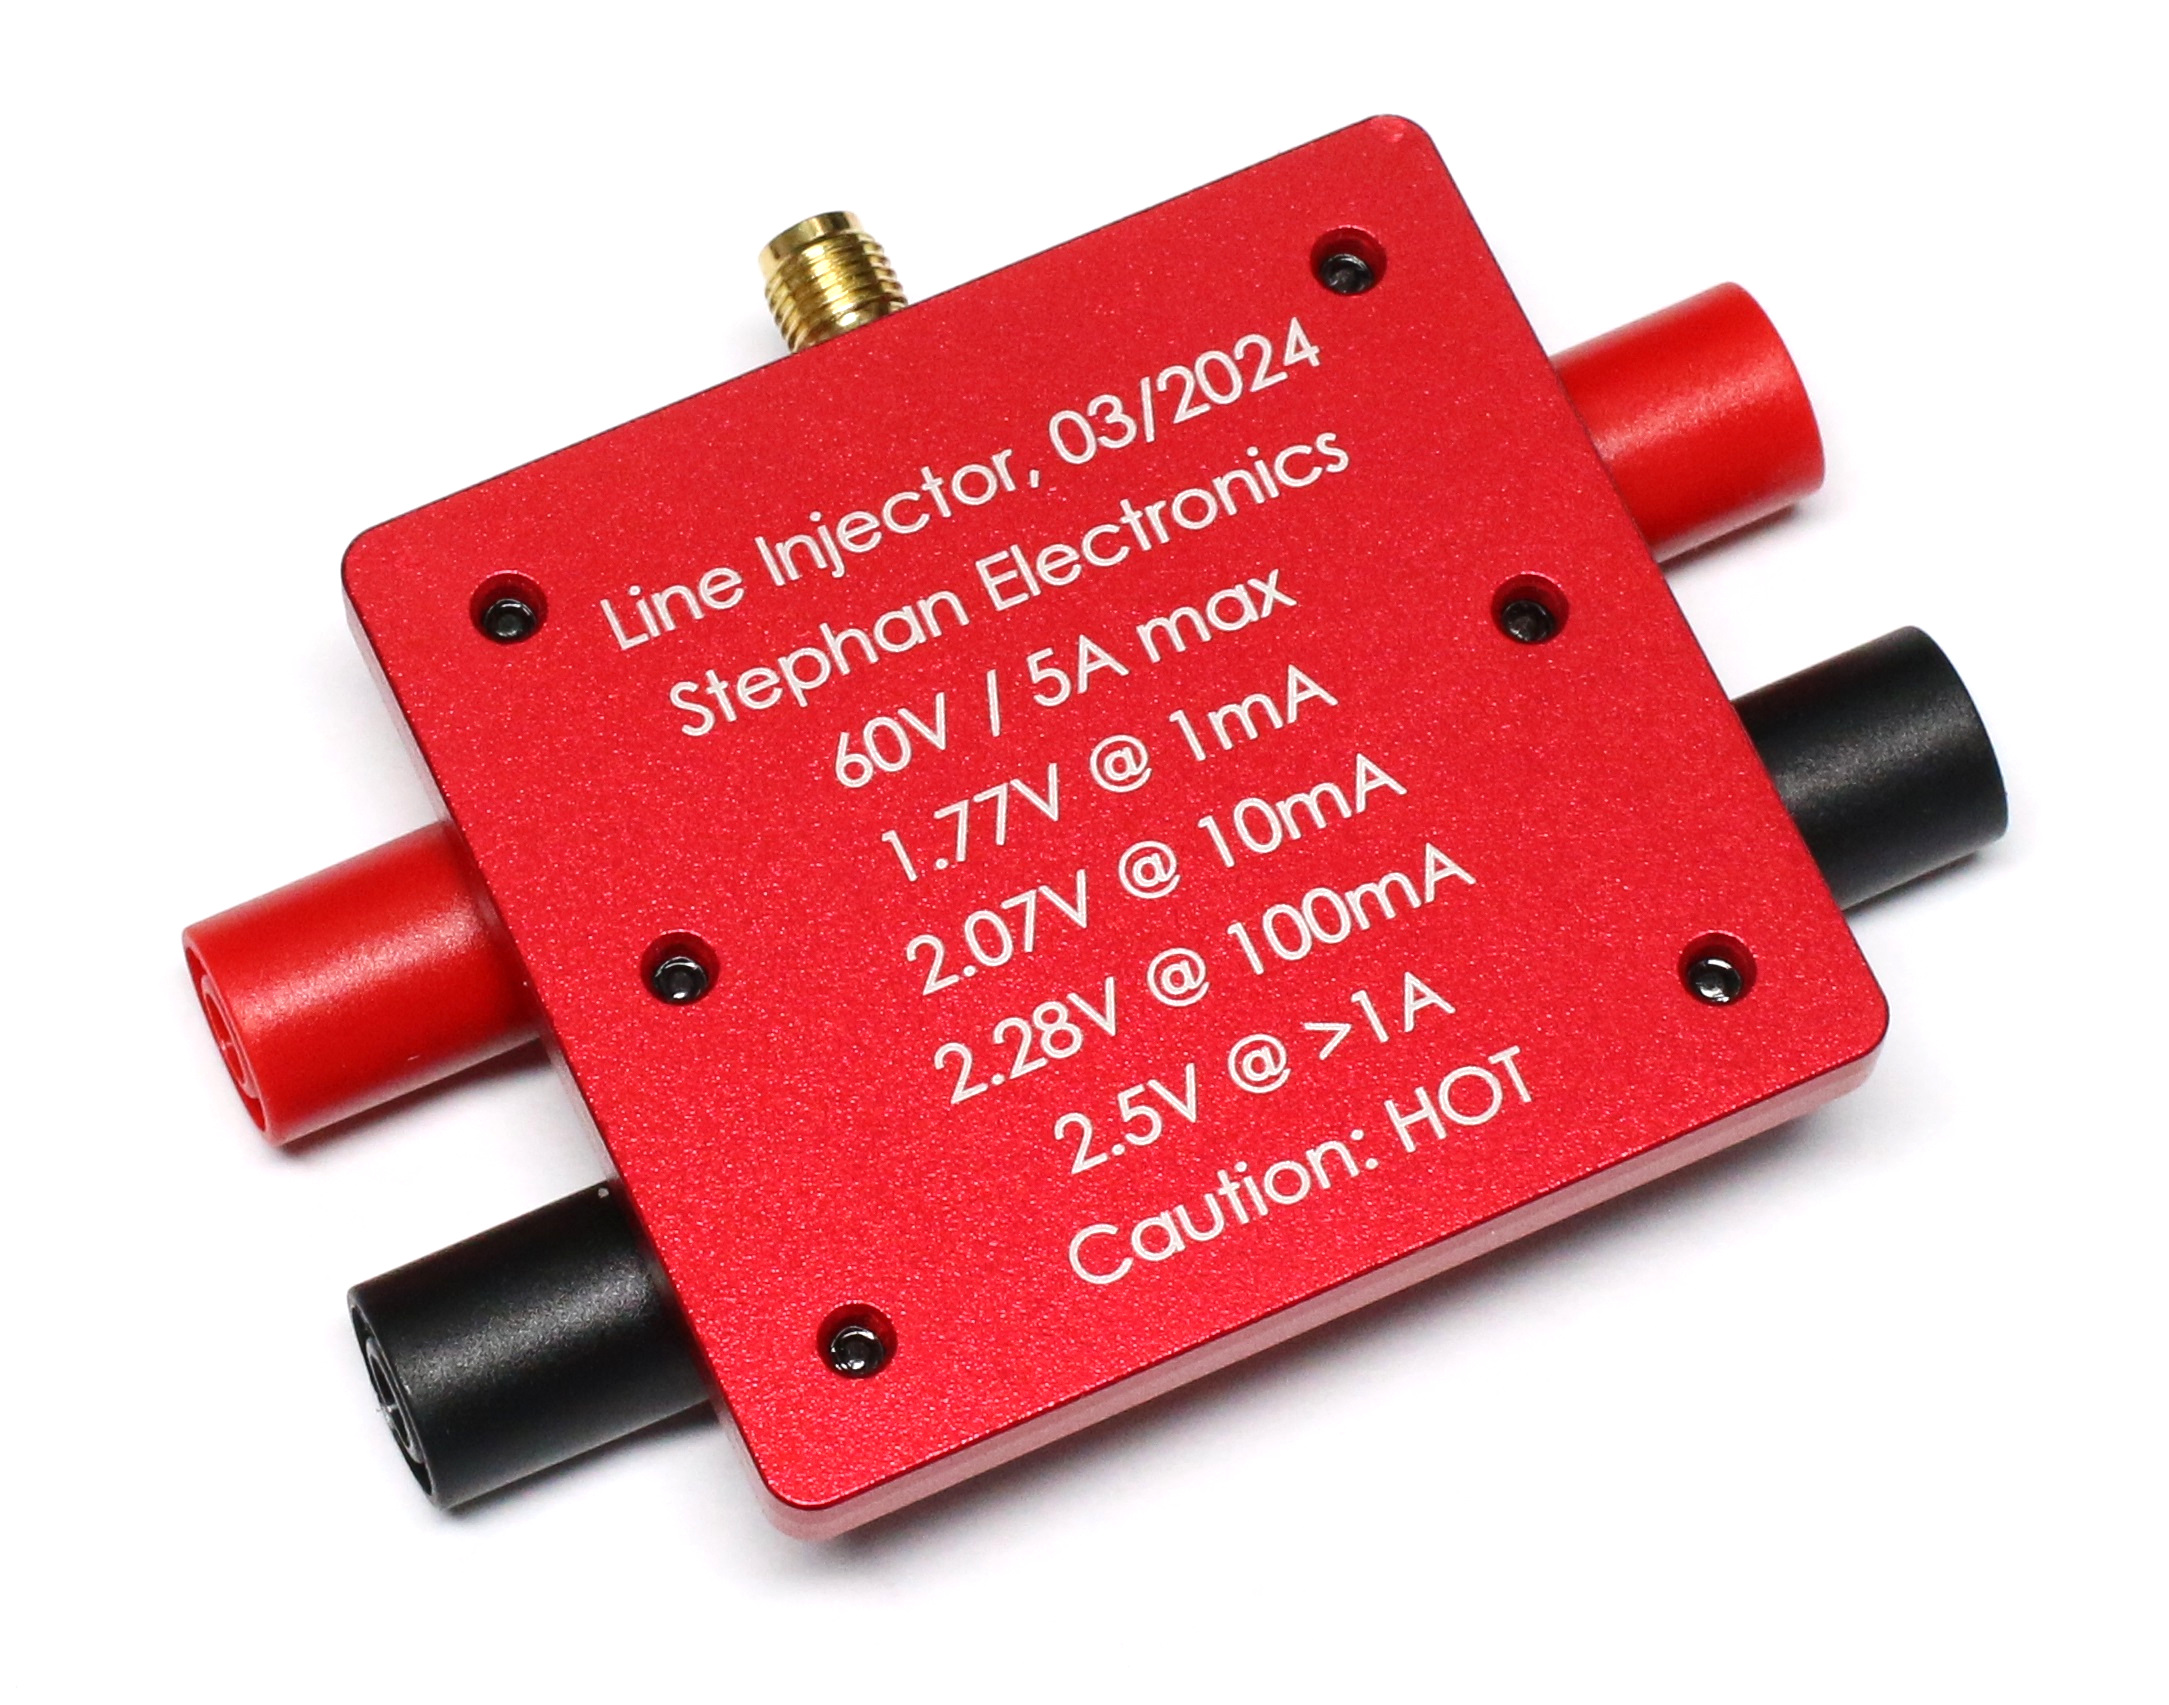 Line Injector, 03/2024
Stephan Electronics
60V / 5A max
1.77V @ 1mA
2.07V @ 10mA
2.28V @ 100mA
2.5V @ >1A
Caution: HOT